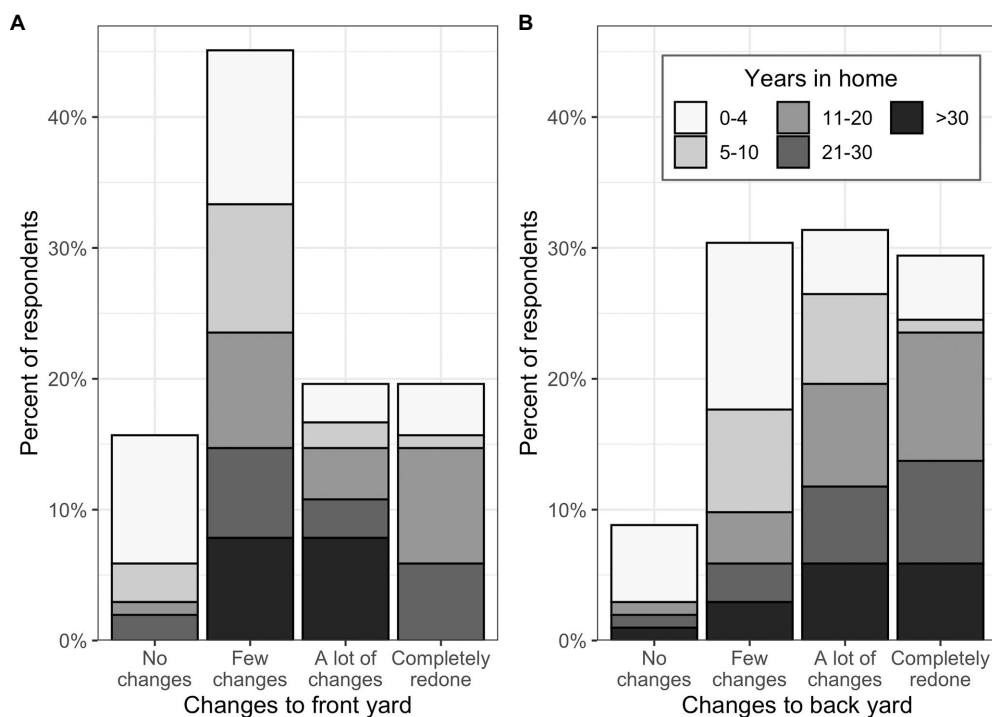 A
Percent of respondents
40%
30%
20%
10%
0%
No changes
Few changes
A lot of changes
Completely redone
Changes to front yard
B
Years in home
0-4
11-20
>30
5-10
21-30
Percent of respondents
40%
30%
20%
10%
0%
No changes
Few changes
A lot of changes
Completely redone
Changes to back yard